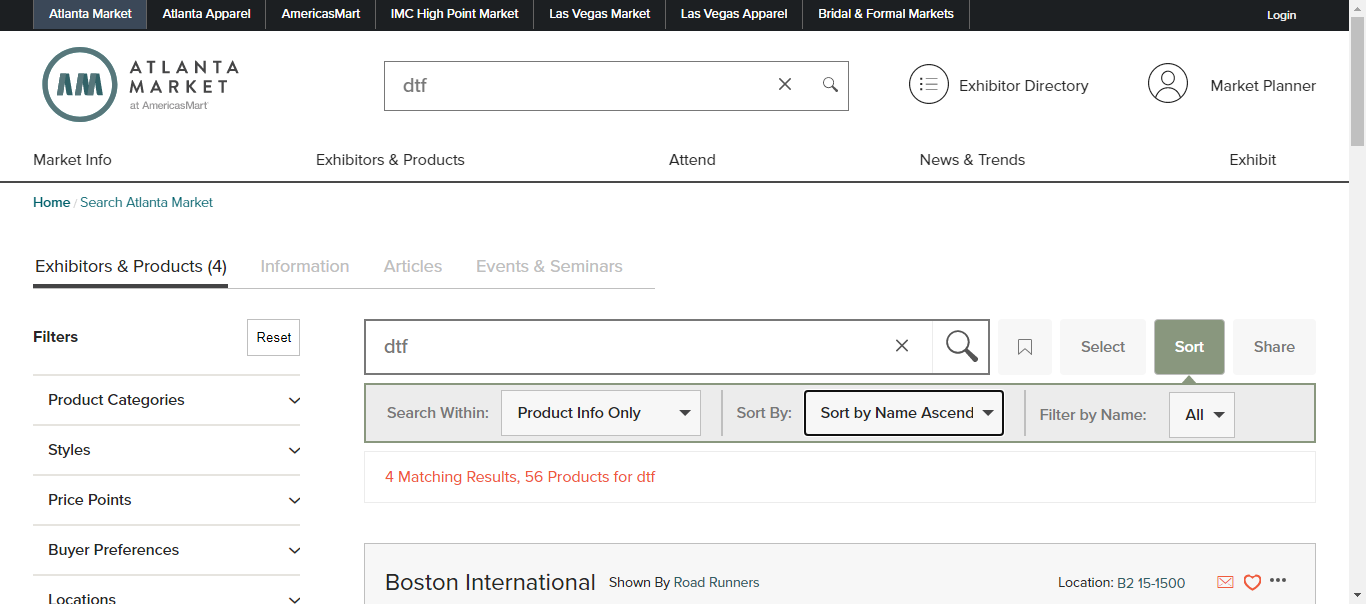 Atlanta Market Atlanta Apparel AmericasMart IMC High Point Market Las Vegas Market Las Vegas Apparel Bridal & Formal Markets Login
ATLANTA
MARKET
at AmericasMart
AM
dtf
Exhibitor Directory
Market Planner
Market Info Exhibitors & Products Attend News & Trends Exhibit
Home / Search Atlanta Market
Exhibitors & Products (4) Information Articles Events & Seminars
Filters Reset
dtf Select Sort Share
Product Categories
Search Within: Product Info Only Sort By: Sort by Name Ascend Filter by Name: All
Styles
4 Matching Results, 56 Products for dtf
Price Points
Buyer Preferences
Boston International Shown By Road Runners Location: B2 15-1500
Locations